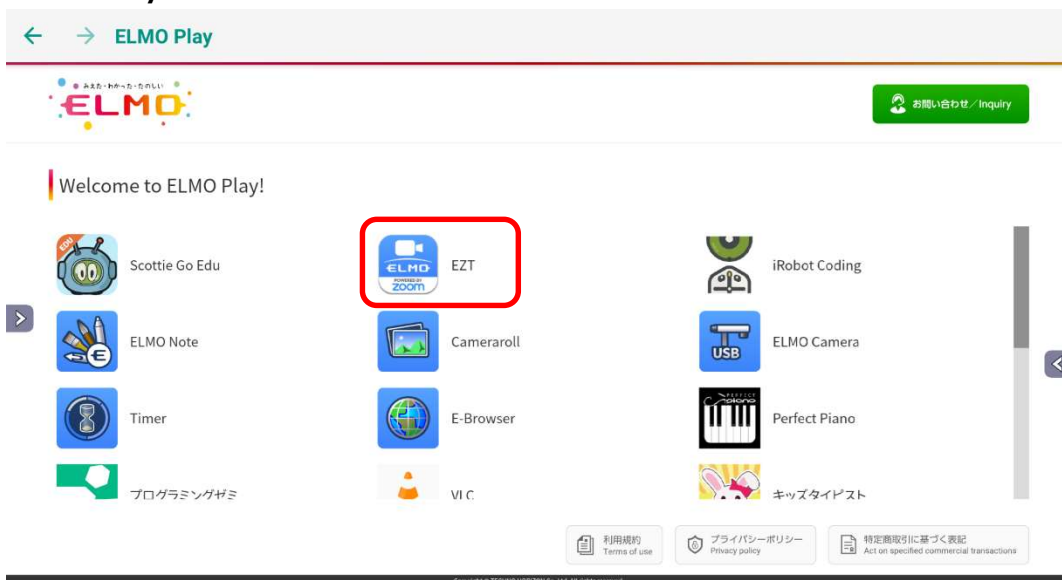 ELMO Play
みえた・わかった・たのしい
ELMO
お問い合わせ／Inquiry
Welcome to ELMO Play!
EDU
Scottie Go Edu
ELMO
POWERED BY
zoom
EZT
iRobot Coding
E
ELMO Note
Cameraroll
USB
ELMO Camera
Timer
E-Browser
PERFECT
Piano
Perfect Piano
プログラミングゼミ
VLC
キッズタイピスト
利用規約
Terms of use
プライバシーポリシー
Privacy policy
特定商取引に基づく表記
Act on specified commercial transactions